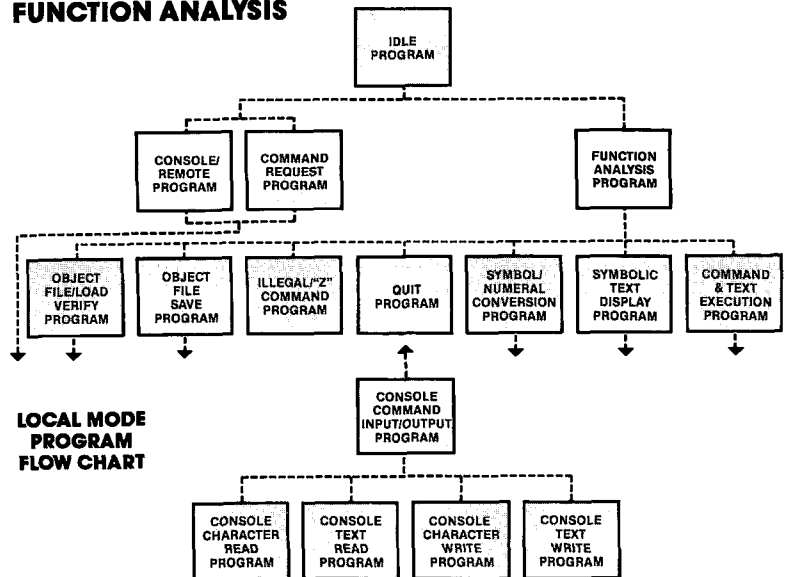 FUNCTION ANALYSIS
IDLE
PROGRAM
CONSOLE/
REMOTE
PROGRAM
COMMAND
REQUEST
PROGRAM
FUNCTION
ANALYSIS
PROGRAM
OBJECT
FILE/LOAD
VERIFY
PROGRAM
OBJECT
FILE
SAVE
PROGRAM
ILLEGAL/"Z"
COMMAND
PROGRAM
QUIT
PROGRAM
SYMBOL/
NUMERAL
CONVERSION
PROGRAM
SYMBOLIC
TEXT
DISPLAY
PROGRAM
COMMAND
& TEXT
EXECUTION
PROGRAM
LOCAL MODE
PROGRAM
FLOW CHART
CONSOLE
COMMAND
INPUT/OUTPUT
PROGRAM
CONSOLE
CHARACTER
READ
PROGRAM
CONSOLE
TEXT
READ
PROGRAM
CONSOLE
CHARACTER
WRITE
PROGRAM
CONSOLE
TEXT
WRITE
PROGRAM